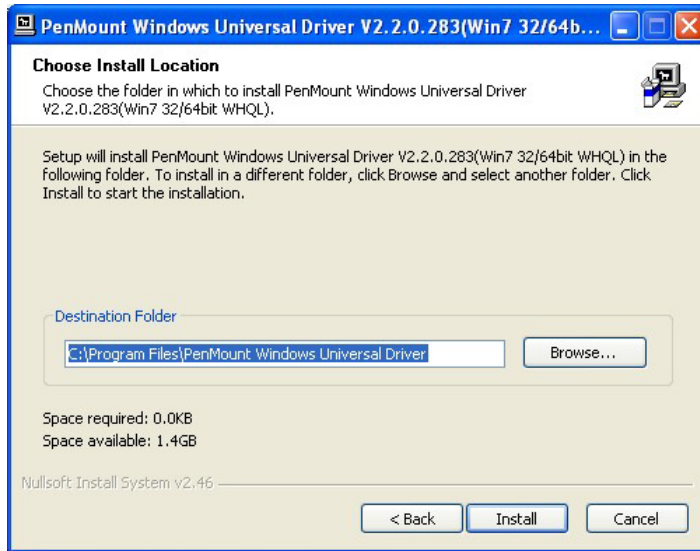 PenMount Windows Universal Driver V2.2.0.283(Win7 32/64b...
Choose Install Location
Choose the folder in which to install PenMount Windows Universal Driver
V2.2.0.283(Win7 32/64bit WHQL).
Setup will install PenMount Windows Universal Driver V2.2.0.283(Win7 32/64bit WHQL) in the
following folder. To install in a different folder, click Browse and select another folder. Click
Install to start the installation.
Destination Folder
C:\Program Files\PenMount Windows Universal Driver
Browse...
Space required: 0.0KB
Space available: 1.4GB
Nullsoft Install System v2.46
< Back
Install
Cancel